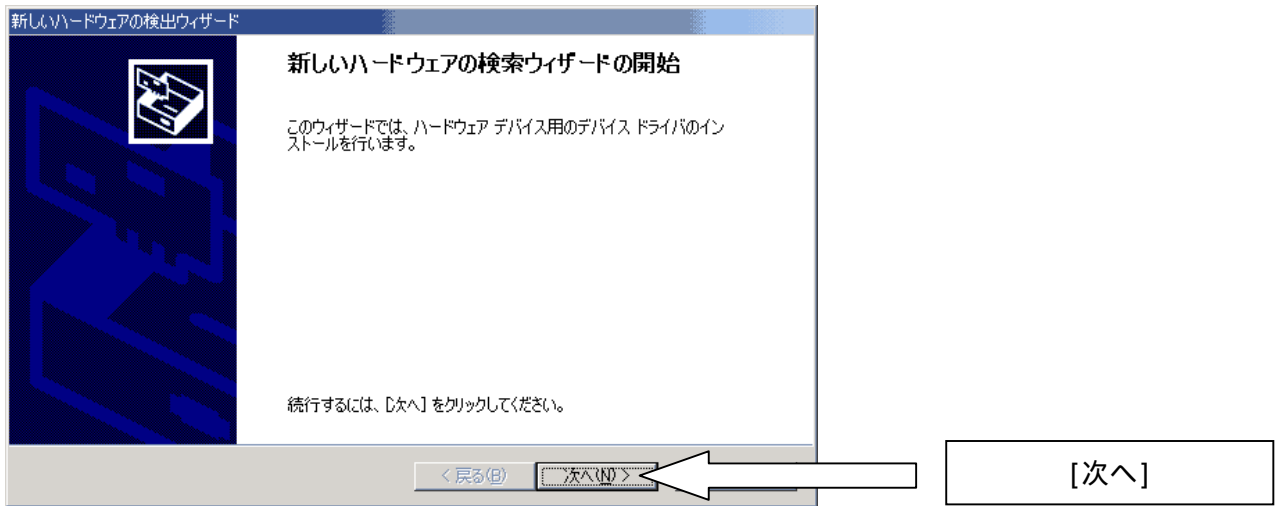 新しいハードウェアの検出ウィザード
新しいハードウェアの検索ウィザードの開始
このウィザードでは、ハードウェア デバイス用のデバイス ドライバのイン
ストールを行います。
続行するには、[次へ] をクリックしてください。
< 戻る(B)
次へ(N) >
[次へ]